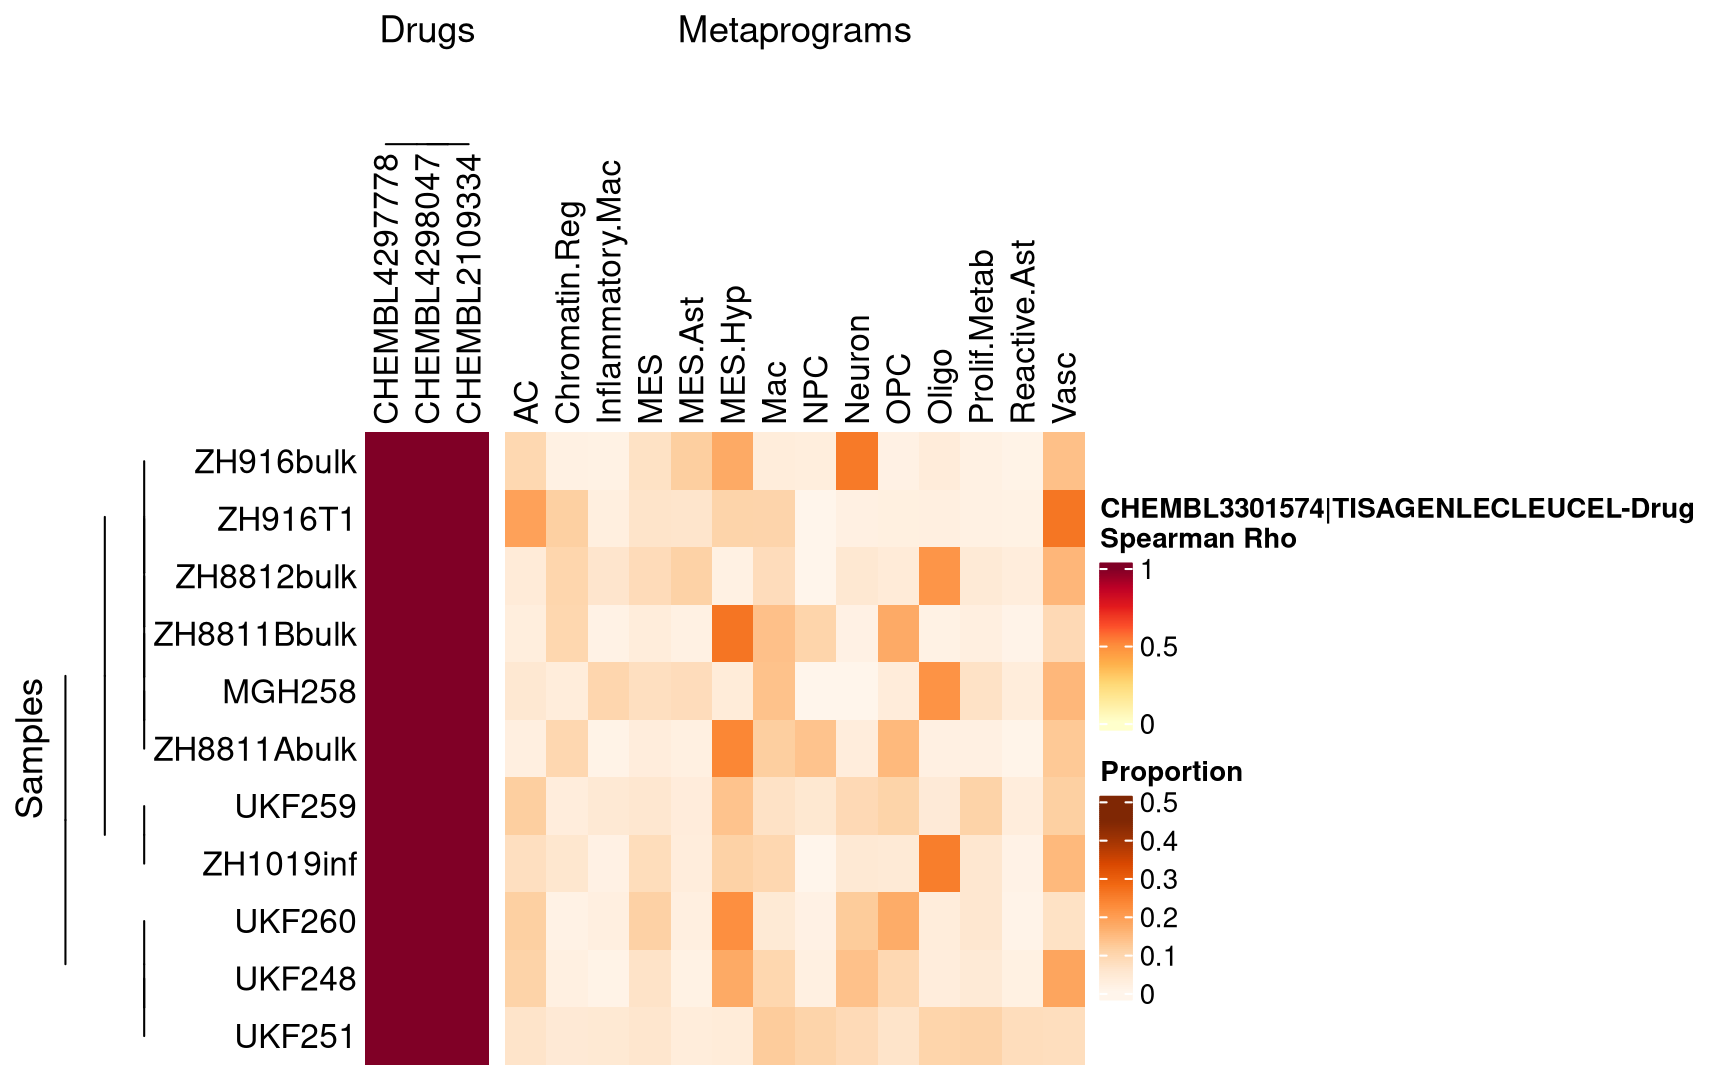 Drugs
Metaprograms
CHEMBL4297778
CHEMBL4298047
CHEMBL2109334
AC
Chromatin.Reg
Inflammatory.Mac
MES
MES.Ast
MES.Hyp
Mac
NPC
Neuron
OPC
Oligo
Prolif.Metab
Reactive.Ast
Vasc
Samples
ZH916bulk
ZH916T1
ZH8812bulk
ZH8811Bbulk
MGH258
ZH8811Abulk
UKF259
ZH1019inf
UKF260
UKF248
UKF251
CHEMBL3301574|TISAGENLECLEUCEL-Drug
Spearman Rho
1
0.5
0
Proportion
0.5
0.4
0.3
0.2
0.1
0